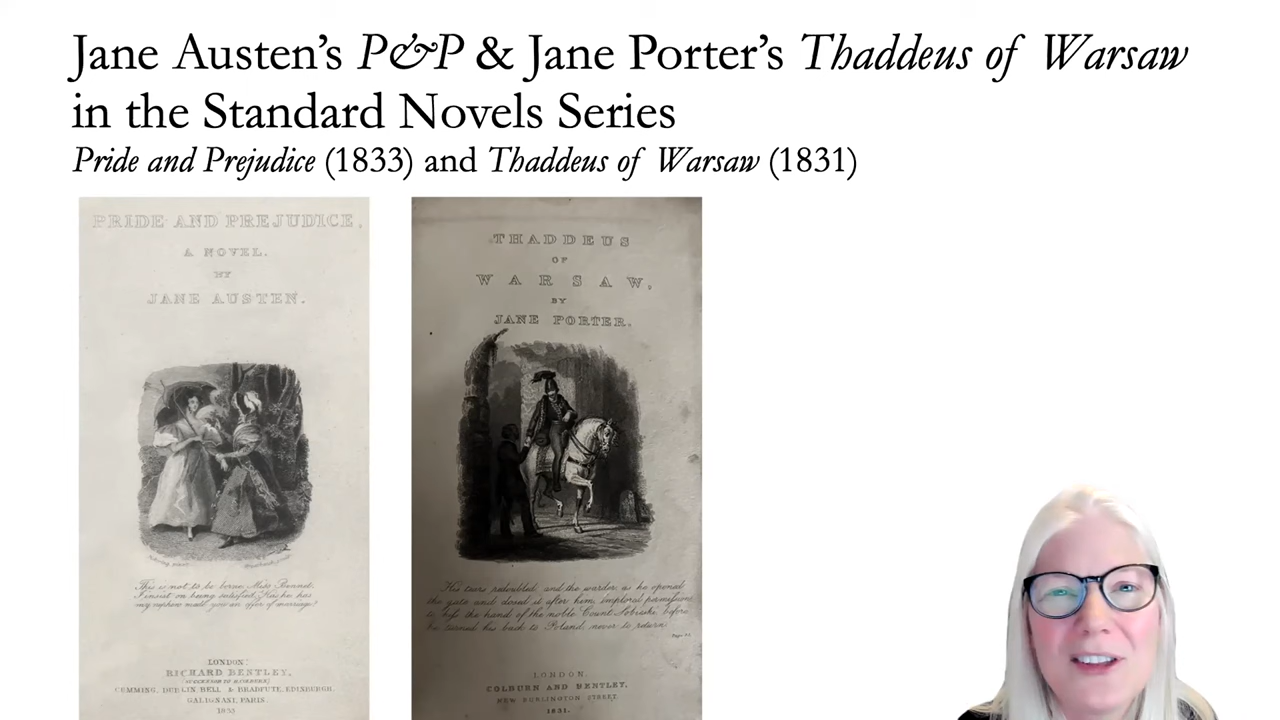 Jane Austen’s P&P & Jane Porter’s Thaddeus of Warsaw
in the Standard Novels Series
Pride and Prejudice (1833) and Thaddeus of Warsaw (1831)
PRIDE AND PREJUDICE,
A NOVEL.
BY
JANE AUSTEN.
This is not to be borne, Miss Bennet.
I insist on being satisfied. Has he, has
my nephew made you an offer of marriage?
LONDON:
RICHARD BENTLEY,
CUMMING, DUBLIN BELL & BRADFUTE, EDINBURGH.
GALIGNANI, PARIS.
1833
THADDEUS
OF
WARSAW,
BY
JANE PORTER.
His tears redoubled, and the warder as he opened
the gate and closed it after him, implored permission
to kiss the hand of the noble Count Sobieski, before
he turned his back to Poland never to return.
LONDON.
COLBURN AND BENTLEY,
NEW BURLINGTON STREET.
1831.